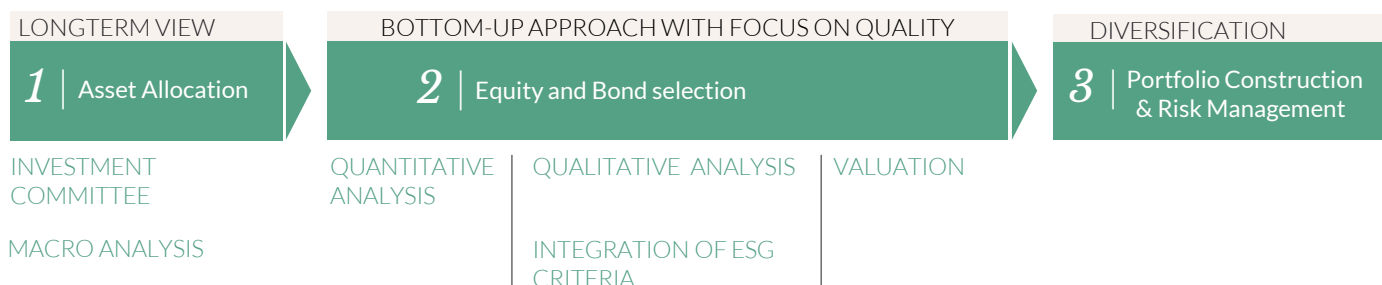 LONGTERM VIEW
BOTTOM-UP APPROACH WITH FOCUS ON QUALITY
DIVERSIFICATION
1 | Asset Allocation
2 | Equity and Bond selection
3 | Portfolio Construction
& Risk Management
INVESTMENT
COMMITTEE
MACRO ANALYSIS
QUANTITATIVE
ANALYSIS
QUALITATIVE ANALYSIS
INTEGRATION OF ESG
CRITERIA
VALUATION